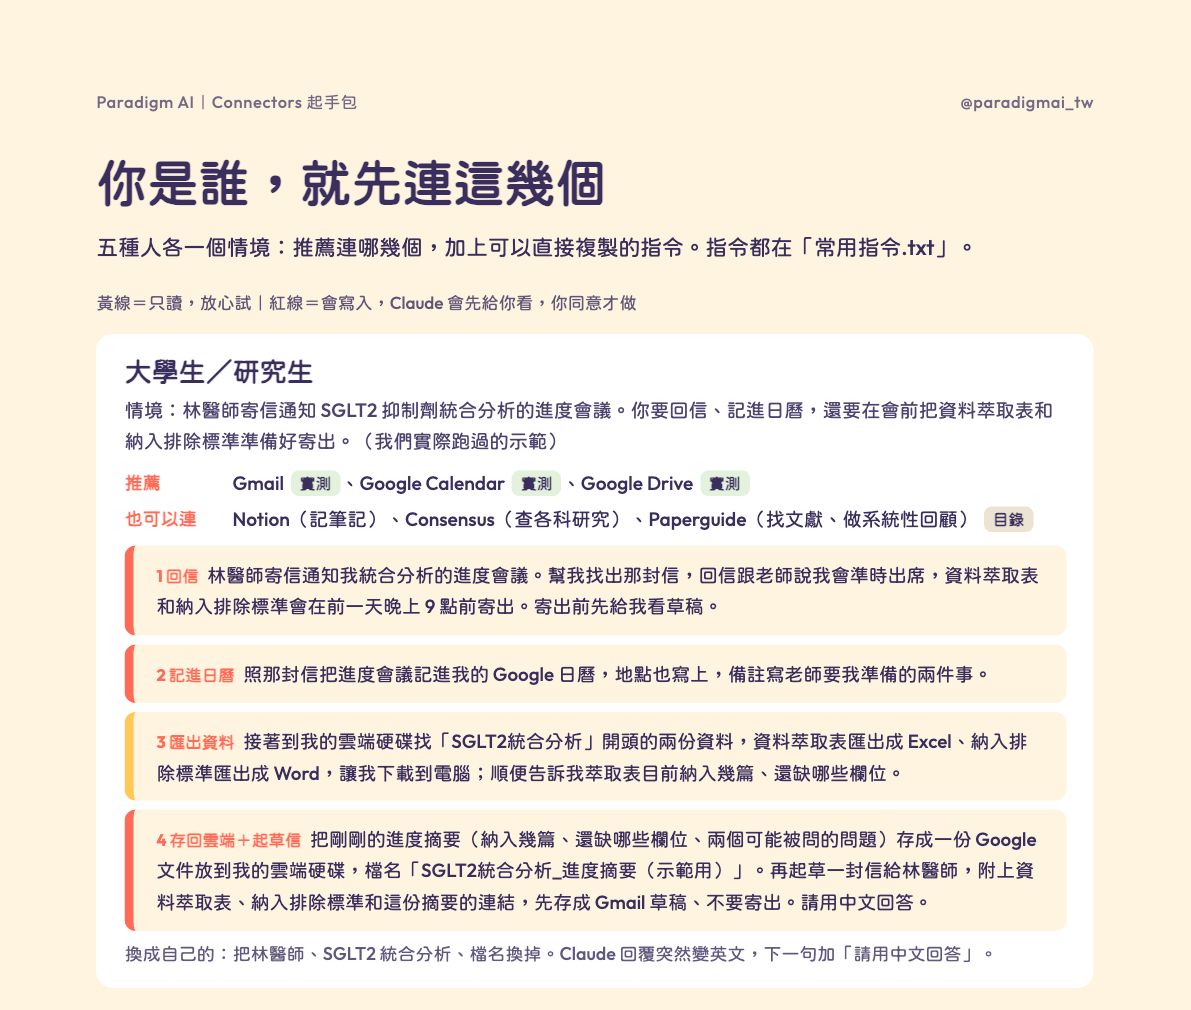 Paradigm AI｜Connectors 起手包
@paradigmai_tw
你是誰，就先連這幾個
五種人各一個情境：推薦連哪幾個，加上可以直接複製的指令。指令都在「常用指令.txt」。
黃線＝只讀，放心試｜紅線＝會寫入，Claude 會先給你看，你同意才做
大學生／研究生
情境：林醫師寄信通知 SGLT2 抑制劑統合分析的進度會議。你要回信、記進日曆，還要在會前把資料萃取表和
納入排除標準準備好寄出。（我們實際跑過的示範）
推薦 Gmail 實測、Google Calendar 實測、Google Drive 實測
也可以連 Notion（記筆記）、Consensus（查各科研究）、Paperguide（找文獻、做系統性回顧） 目錄
1 回信 林醫師寄信通知我統合分析的進度會議。幫我找出那封信，回信跟老師說我會準時出席，資料萃取表
和納入排除標準會在前一天晚上 9 點前寄出。寄出前先給我看草稿。
2 記進日曆 照那封信把進度會議記進我的 Google 日曆，地點也寫上，備註寫老師要我準備的兩件事。
3 匯出資料 接著到我的雲端硬碟找「SGLT2統合分析」開頭的兩份資料，資料萃取表匯出成 Excel、納入排
除標準匯出成 Word，讓我下載到電腦；順便告訴我萃取表目前納入幾篇、還缺哪些欄位。
4 存回雲端＋起草信 把剛剛的進度摘要（納入幾篇、還缺哪些欄位、兩個可能被問的問題）存成一份 Google
文件放到我的雲端硬碟，檔名「SGLT2統合分析_進度摘要（示範用）」。再起草一封信給林醫師，附上資
料萃取表、納入排除標準和這份摘要的連結，先存成 Gmail 草稿、不要寄出。請用中文回答。
換成自己的：把林醫師、SGLT2 統合分析、檔名換掉。Claude 回覆突然變英文，下一句加「請用中文回答」。